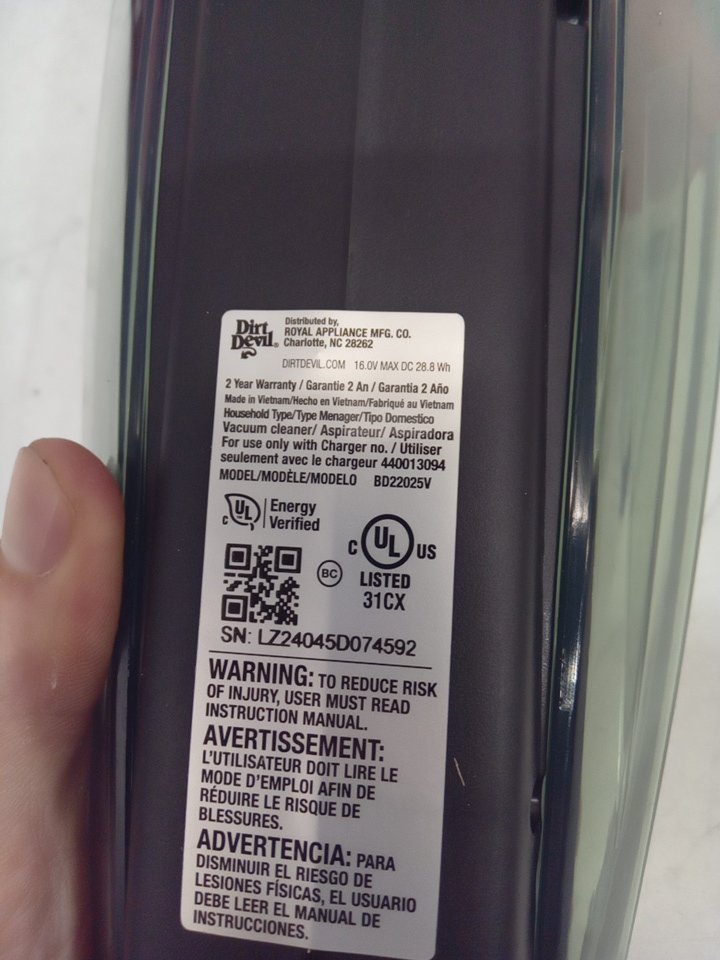 Dirt
Devil®
Distributed by,
ROYAL APPLIANCE MFG. CO.
Charlotte, NC 28262
DIRTDEVIL.COM 16.0V MAX DC 28.8 Wh
2 Year Warranty / Garantie 2 An / Garantia 2 Año
Made in Vietnam/Hecho en Vietnam/Fabriqué au Vietnam
Household Type/Type Menager/Tipo Domestico
Vacuum cleaner/ Aspirateur/ Aspiradora
For use only with Charger no. / Utiliser
seulement avec le chargeur 440013094
MODEL/MODÈLE/MODELO BD22025V
C UL
Energy
Verified
BC
C UL US
LISTED
31CX
SN: LZ24045D074592
WARNING: TO REDUCE RISK
OF INJURY, USER MUST READ
INSTRUCTION MANUAL.
AVERTISSEMENT:
L'UTILISATEUR DOIT LIRE LE
MODE D'EMPLOI AFIN DE
RÉDUIRE LE RISQUE DE
BLESSURES.
ADVERTENCIA: PARA
DISMINUIR EL RIESGO DE
LESIONES FÍSICAS, EL USUARIO
DEBE LEER EL MANUAL DE
INSTRUCCIONES.